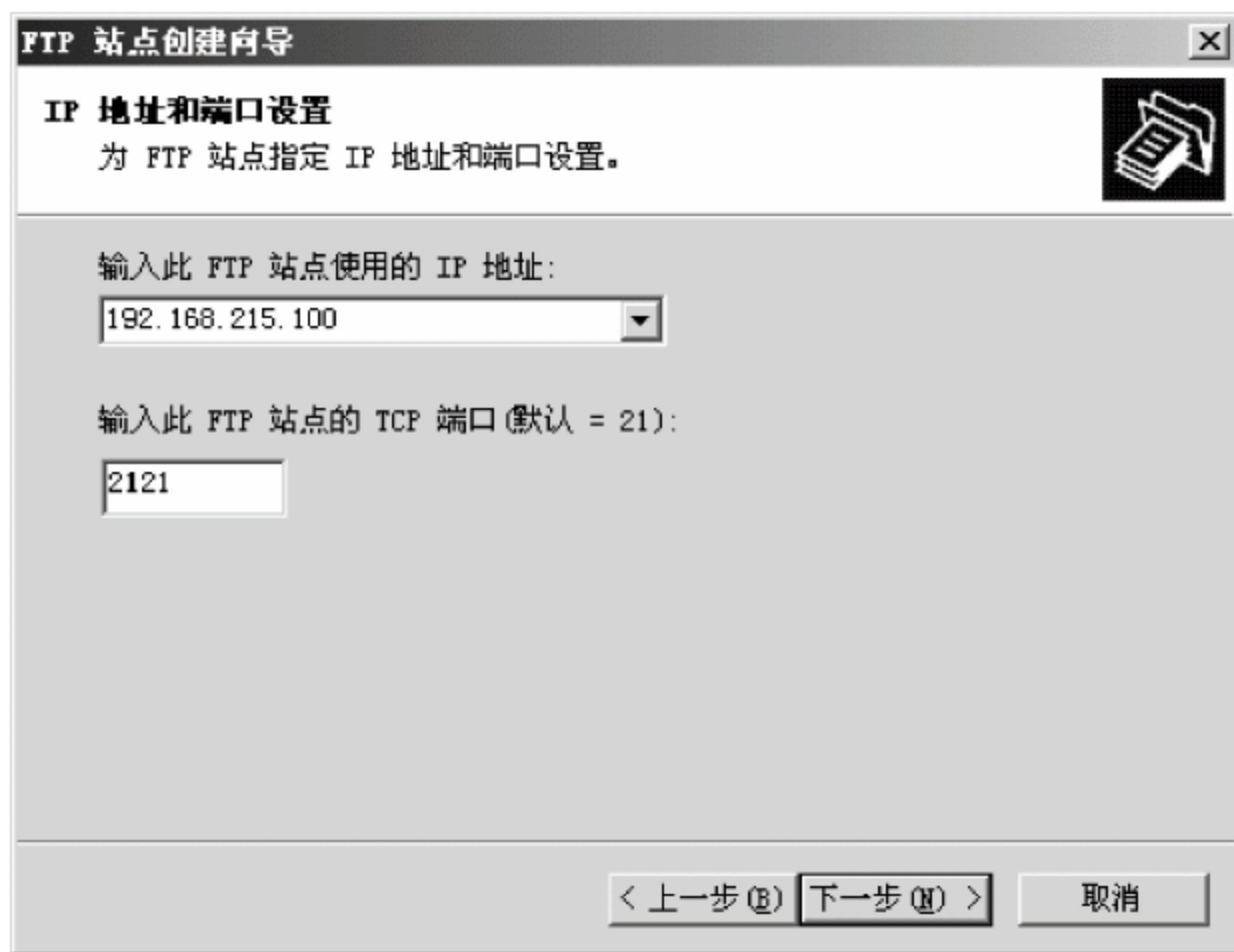 FTP 站点创建向导
IP 地址和端口设置
为 FTP 站点指定 IP 地址和端口设置。
输入此 FTP 站点使用的 IP 地址:
192.168.215.100
输入此 FTP 站点的 TCP 端口(默认 = 21):
2121
< 上一步(B) 下一步(N) > 取消